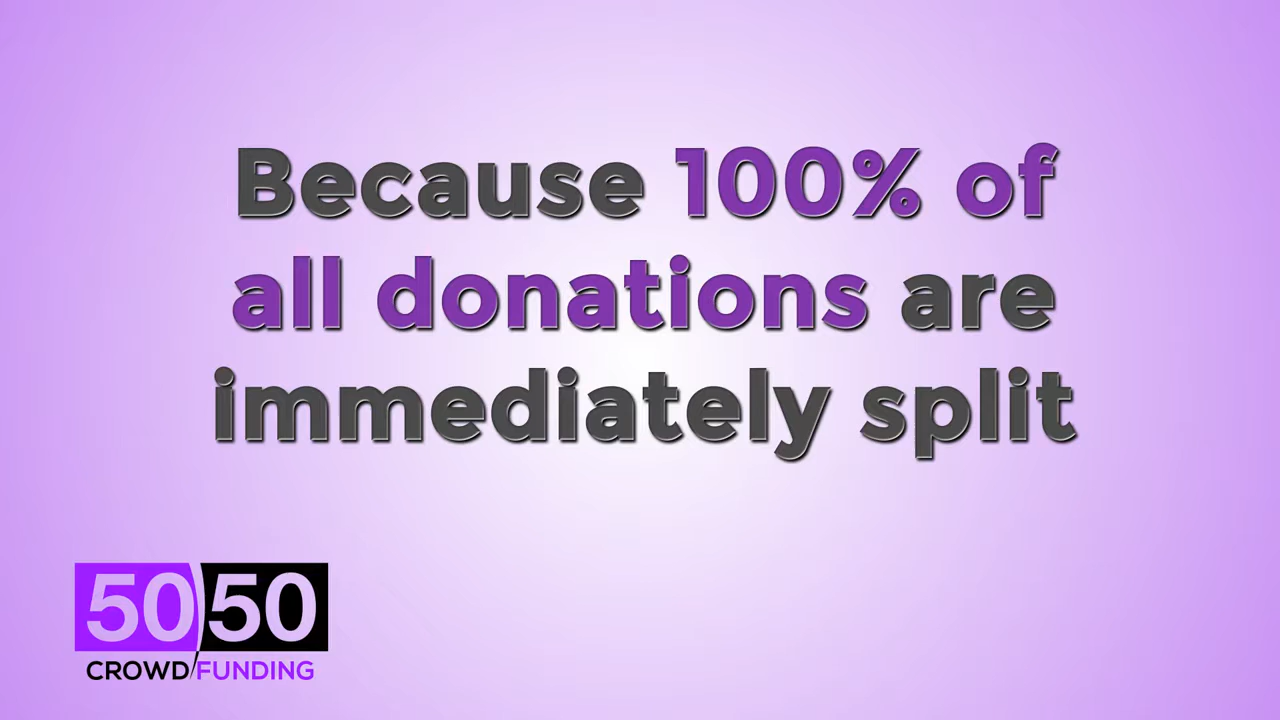 Because 100% of
all donations are
immediately split
50/50
CROWD/FUNDING